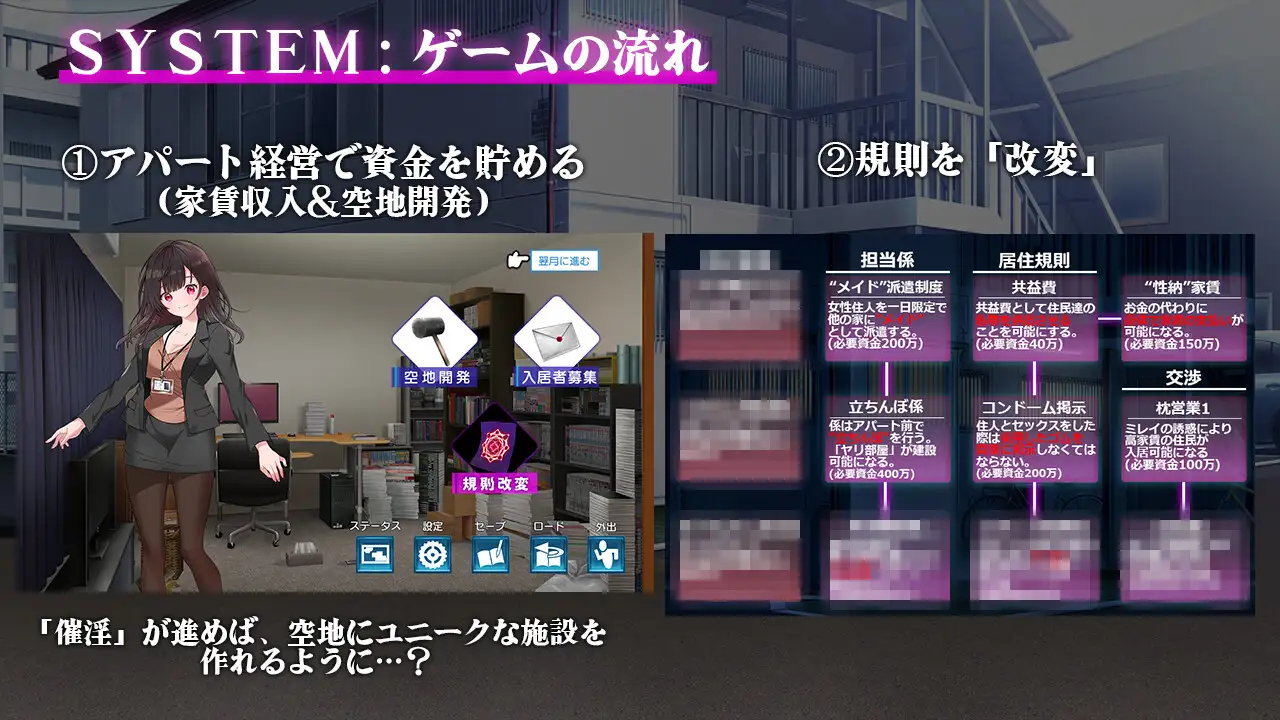 SYSTEM:ゲームの流れ
①アパート経営で資金を貯める
(家賃収入&空地開発)
②規則を「改変」
翌月に進む
空地開発
入居者募集
規則改変
ステータス
設定
セーブ
ロード
外出
「催淫」が進めば、空地にユニークな施設を
作れるように…?
担当係
“メイド”派遣制度
女性住人を一日限定で
他の家に“メイド”
として派遣する。
(必要資金200万)
立ちんぼ係
係はアパート前で
“立ちんぼ”を行う。
「ヤリ部屋」が建設
可能になる。
(必要資金400万)
居住規則
共益費
共益費として住民達の
ことを可能にする。
(必要資金40万)
コンドーム掲示
住人とセックスをした
際は
しなくては
ならない。
(必要資金200万)
“性納”家賃
お金の代わりに
が
可能になる。
(必要資金150万)
交渉
枕営業1
ミレイの誘惑により
高家賃の住民が
入居可能になる
(必要資金100万)